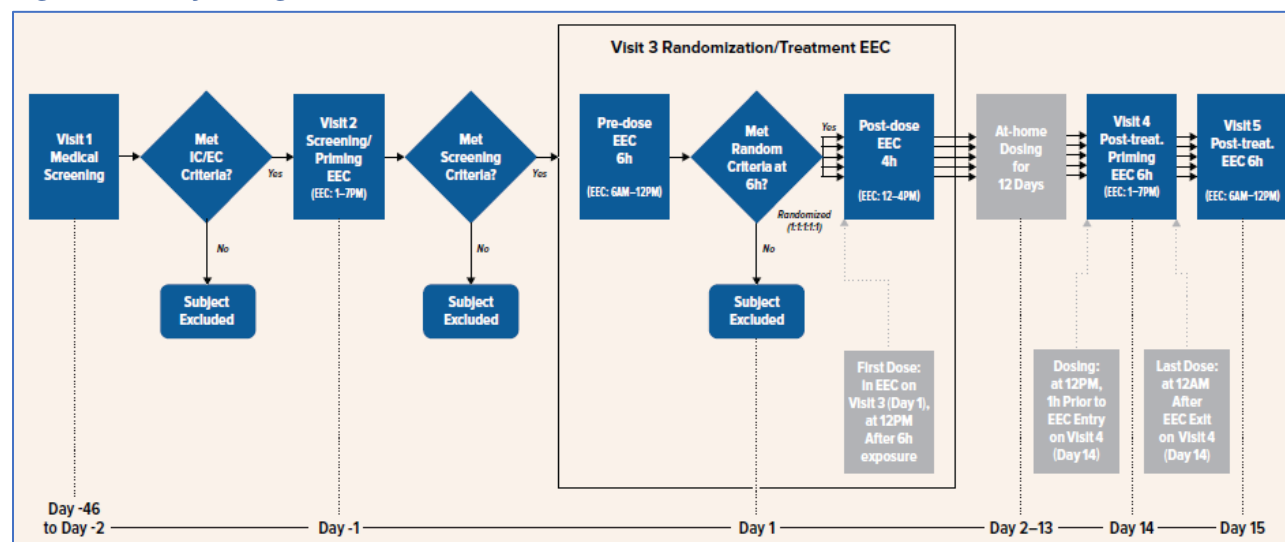 Visit 3 Randomization/Treatment EEC
Visit 1
Medical
Screening
Met
IC/EC
Criteria?
Yes
No
Subject
Excluded
Visit 2
Screening/
Priming
EEC
(EEC: 1–7PM)
Met
Screening
Criteria?
Yes
No
Subject
Excluded
Pre-dose
EEC
6h
(EEC: 6AM–12PM)
Met
Random
Criteria at
6h?
Yes
Randomized
(1:1:1:1:1)
No
Subject
Excluded
Post-dose
EEC
4h
(EEC: 12–4PM)
First Dose:
in EEC on
Visit 3 (Day 1),
at 12PM
After 6h
exposure
At-home
Dosing
for
12 Days
Visit 4
Post-treat.
Priming
EEC 6h
(EEC: 1–7PM)
Dosing:
at 12PM,
1h Prior to
EEC Entry
on Visit 4
(Day 14)
Last Dose:
at 12AM
After
EEC Exit
on Visit 4
(Day 14)
Visit 5
Post-treat.
EEC 6h
(EEC: 6AM–12PM)
Day -46
to Day -2
Day -1
Day 1
Day 2–13
Day 14
Day 15